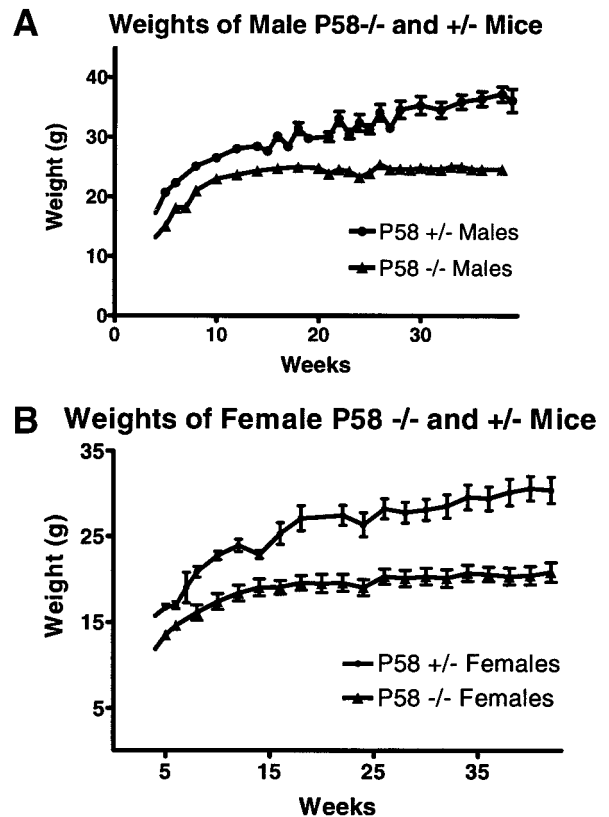 A Weights of Male P58-/- and +/- Mice
Weight (g)
40
30
20
10
0
P58 +/- Males
P58 -/- Males
0 10 20 30
Weeks
B Weights of Female P58 -/- and +/- Mice
Weight (g)
35
25
15
5
P58 +/- Females
P58 -/- Females
5 15 25 35
Weeks